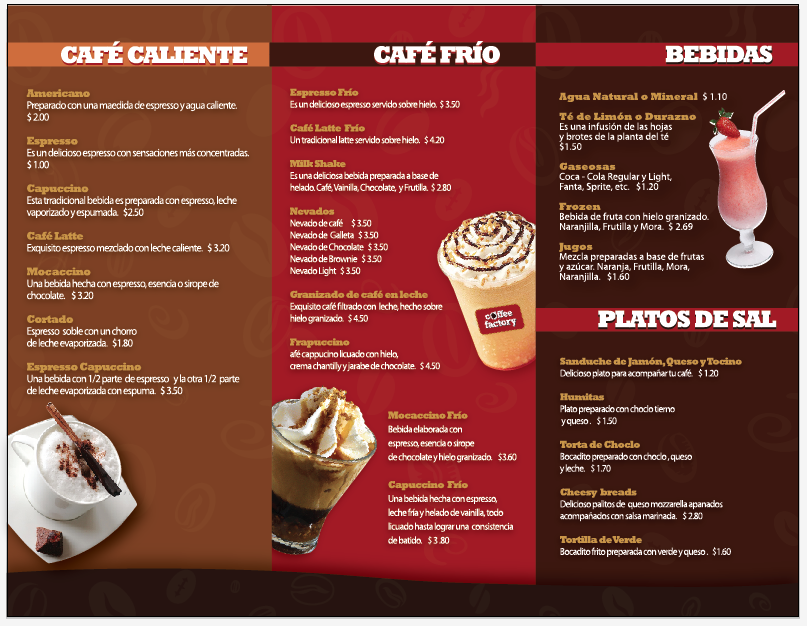 CAFÉ CALIENTE
Americano
Preparado con una maedida de espresso y agua caliente.
$ 2.00
Espresso
Es un delicioso espresso con sensaciones más concentradas.
$ 1.00
Capuccino
Esta trradicional bebida es preparada con espresso, leche
vaporizado y espumada. $2.50
Café Latte
Exquisito espresso mezclado con leche caliente. $ 3.20
Mocaccino
Una bebida hecha con espresso, esencia o sirope de
chocolate. $ 3.20
Cortado
Espresso soble con un chorro
de leche evaporizada. $1.80
Espresso Capuccino
Una bebida con 1/2 parte de espresso y la otra 1/2 parte
de leche evaporizada con espuma. $ 3.50
CAFÉ FRÍO
Espresso Frío
Es un delicioso espresso servido sobre hielo. $ 3.50
Café Latte Frío
Un tradicional latte servido sobre hielo. $ 4.20
Milk Shake
Es una deliciosa bebida preparada a base de
helado. Café, Vainilla, Chocolate, y Frutilla. $ 2.80
Nevados
Nevado de café $ 3.50
Nevado de Galleta $ 3.50
Nevado de Chocolate $ 3.50
Nevado de Brownie $ 3.50
Nevado Light $ 3.50
Granizado de café en leche
Exquisito café filtrado con leche, hecho sobre
hielo granizado. $ 4.50
Frapuccino
afé cappucino licuado con hielo,
crema chantilly y jarabe de chocolate. $ 4.50
coffee
factory
Mocaccino Frío
Bebida elaborada con
espresso, esencia o sirope
de chocolate y hielo granizado. $3.60
Capuccino Frío
Una bebida hecha con espresso,
leche fría y helado de vainilla, todo
licuado hasta lograr una consistencia
de batido. $ 3 .80
BEBIDAS
Agua Natural o Mineral $ 1.10
Té de Limón o Durazno
Es una infusión de las hojas
y brotes de la planta del té
$1.50
Gaseosas
Coca - Cola Regular y Light,
Fanta, Sprite, etc. $1.20
Frozen
Bebida de fruta con hielo granizado.
Naranjilla, Frutilla y Mora. $ 2.69
Jugos
Mezcla preparadas a base de frutas
y azúcar. Naranja, Frutilla, Mora,
Naranjilla. $1.60
PLATOS DE SAL
Sanduche de Jamón, Queso y Tocino
Delicioso plato para acompañar tu café. $ 1.20
Humitas
Plato preparado con choclo tierno
y queso . $ 1.50
Torta de Choclo
Bocadito preparado con choclo , queso
y leche. $ 1.70
Cheesy breads
Delicioso palitos de queso mozzarella apanados
acompañados con salsa marinada. $ 2.80
Tortilla de Verde
Bocadito frito preparada con verde y queso . $1.60